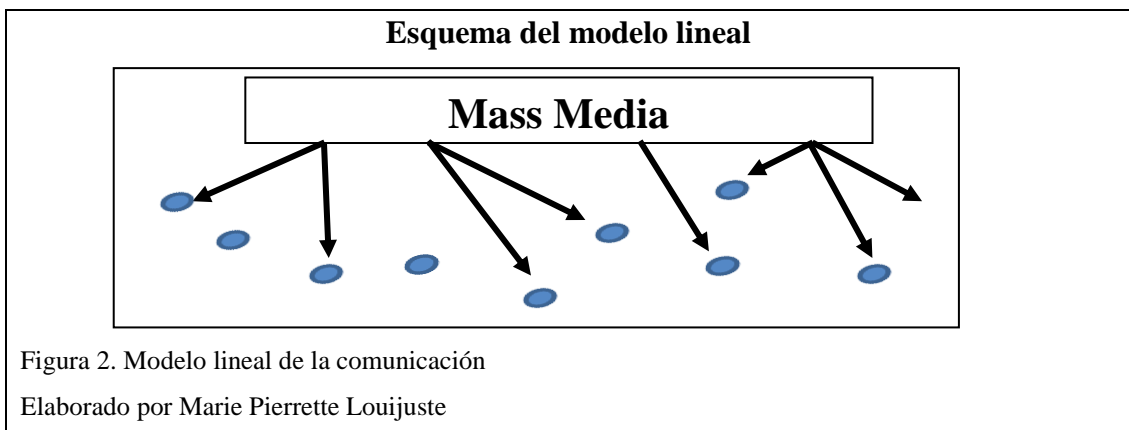 Esquema del modelo lineal
Mass Media
Figura 2. Modelo lineal de la comunicación
Elaborado por Marie Pierrette Louijuste